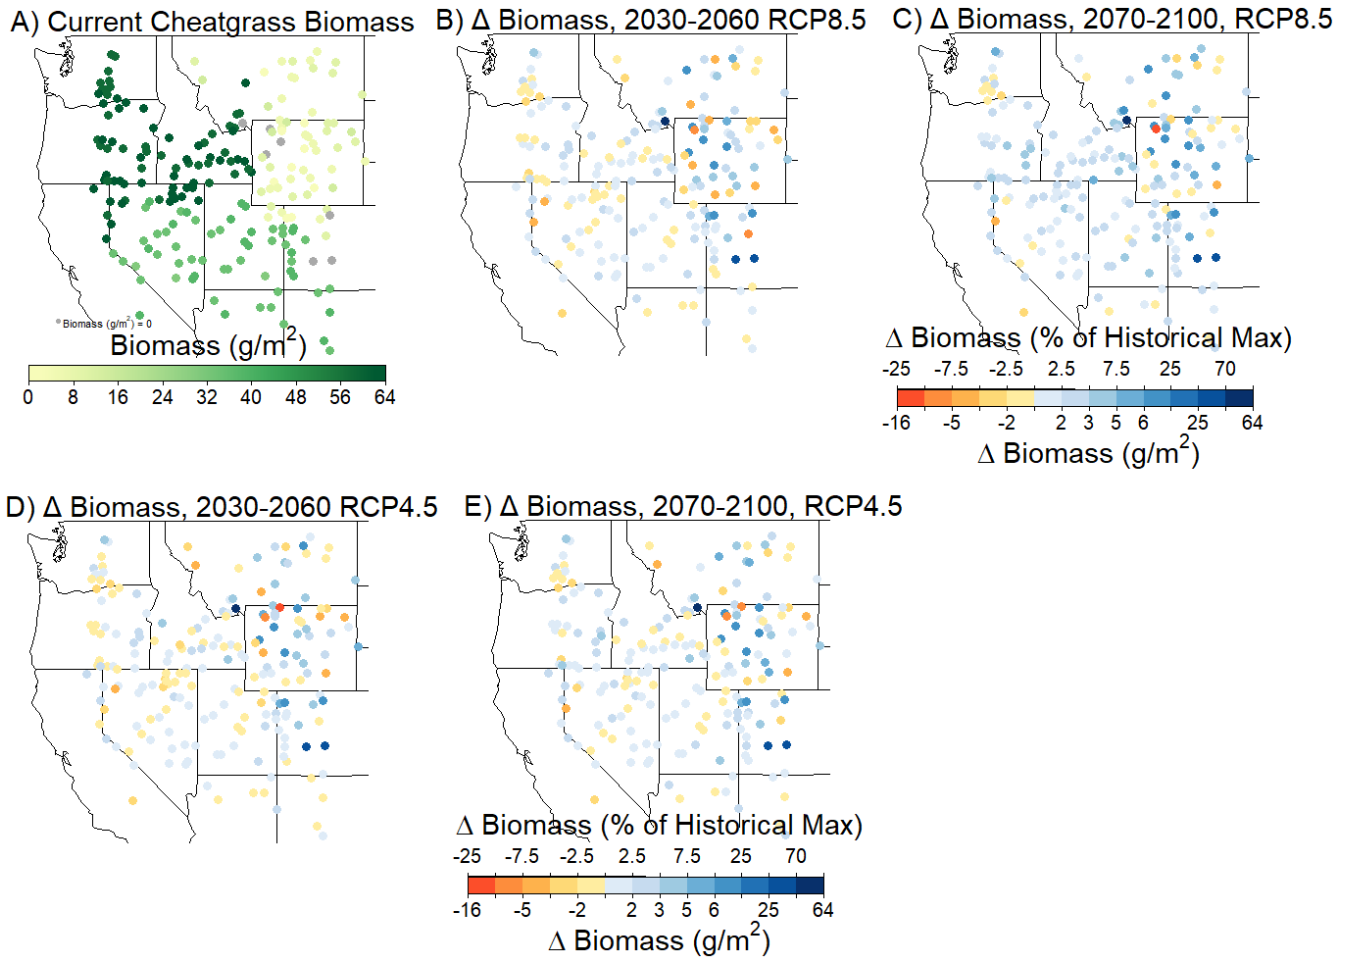 A) Current Cheatgrass Biomass
B) Δ Biomass, 2030-2060 RCP8.5
C) Δ Biomass, 2070-2100, RCP8.5
Biomass (g/m²) = 0
Biomass (g/m²)
0 8 16 24 32 40 48 56 64
Δ Biomass (% of Historical Max)
-25 -7.5 -2.5 2.5 7.5 25 70
-16 -5 -2 2 3 5 6 25 64
Δ Biomass (g/m²)
D) Δ Biomass, 2030-2060 RCP4.5
E) Δ Biomass, 2070-2100, RCP4.5
Δ Biomass (% of Historical Max)
-25 -7.5 -2.5 2.5 7.5 25 70
-16 -5 -2 2 3 5 6 25 64
Δ Biomass (g/m²)